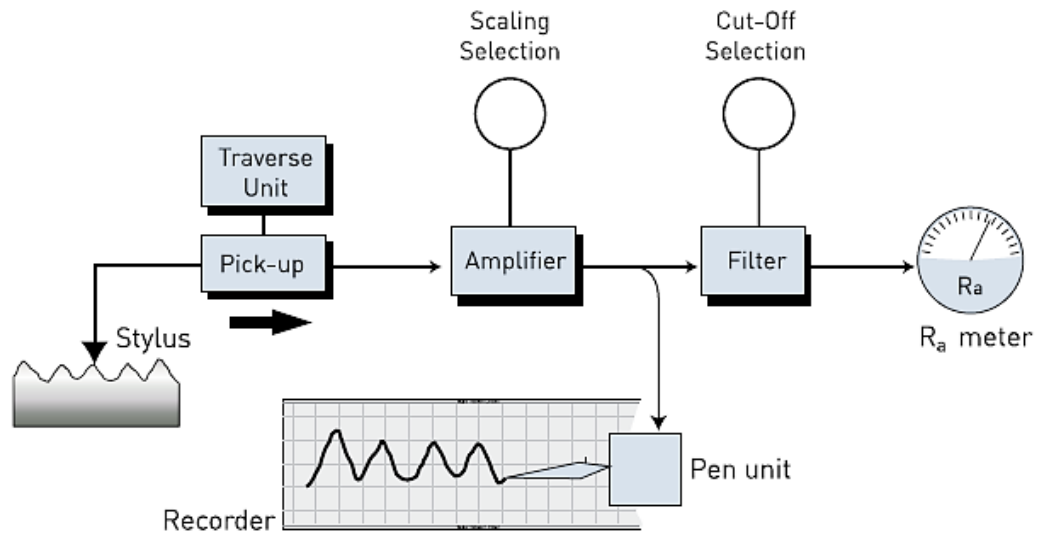 Scaling
Selection
Cut-Off
Selection
Traverse
Unit
Pick-up
Amplifier
Filter
Ra
Ra meter
Stylus
Pen unit
Recorder